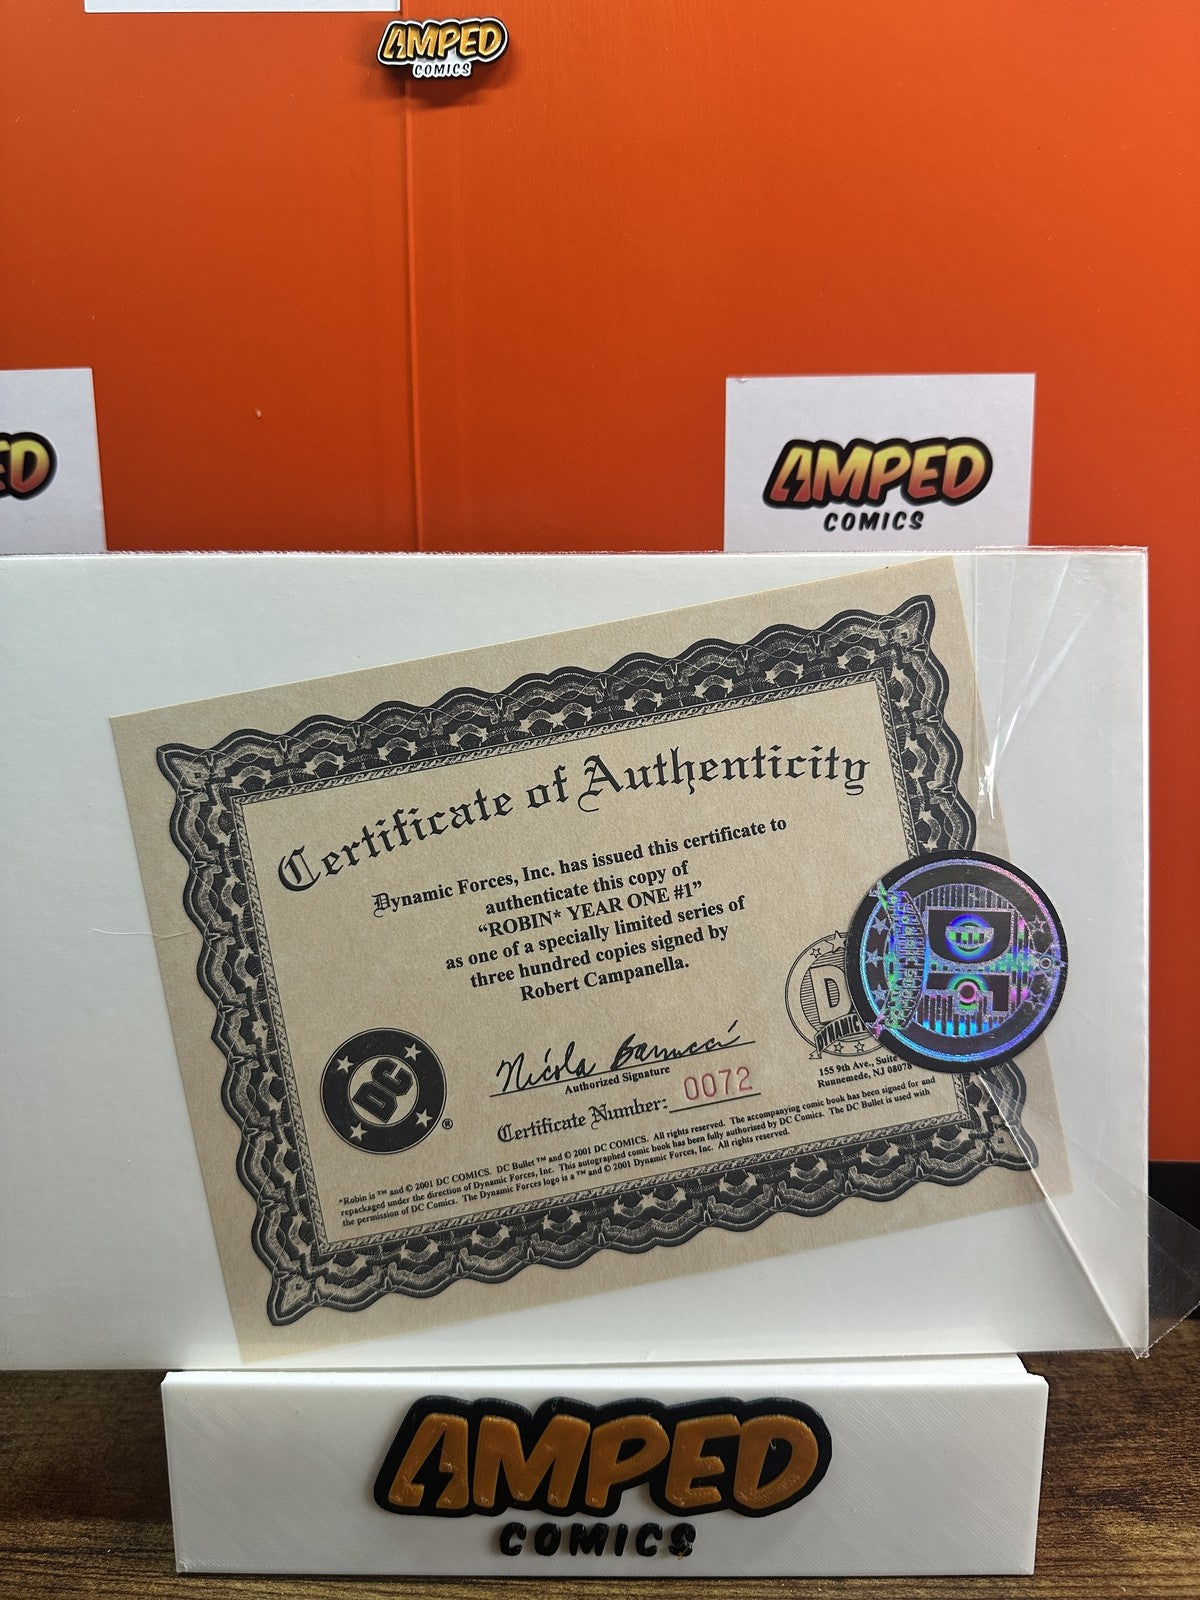 AMPED
COMICS
ED
AMPED
COMICS
Certificate of Authenticity
Dynamic Forces, Inc. has issued this certificate to
authenticate this copy of
“ROBIN* YEAR ONE #1”
as one of a specially limited series of
three hundred copies signed by
Robert Campanella.
DC
®
Nicola Barrucci
Authorized Signature
Certificate Number: 0072
D
DYNAMIC
155 9th Ave., Suite
Runnemede, NJ 08078
*Robin is ™ and © 2001 DC COMICS. DC Bullet ™ and © 2001 DC COMICS. All rights reserved. The accompanying comic book has been signed for and
repackaged under the direction of Dynamic Forces, Inc. This autographed comic book has been fully authorized by DC Comics. The DC Bullet is used with
the permission of DC Comics. The Dynamic Forces logo is a ™ and © 2001 Dynamic Forces, Inc. All rights reserved.
AMPED
COMICS